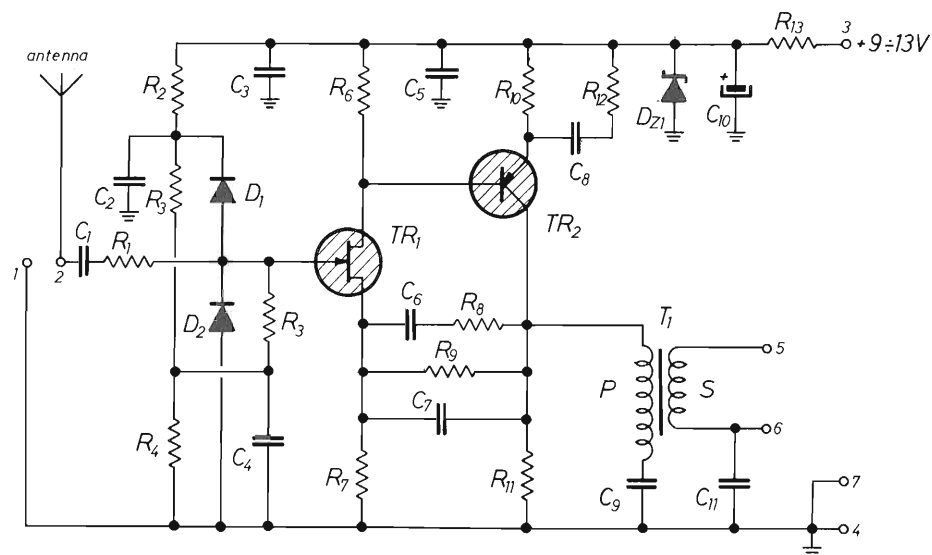 R13
3
+9÷13V
antenna
R2
C3
R6
C5
R10
R12
DZ1
C10
C8
C2
R3
D1
TR1
TR2
C1
R1
1
2
D2
R3
C6
R8
R9
C7
T1
P
S
5
6
R4
C4
R7
R11
C9
C11
7
4